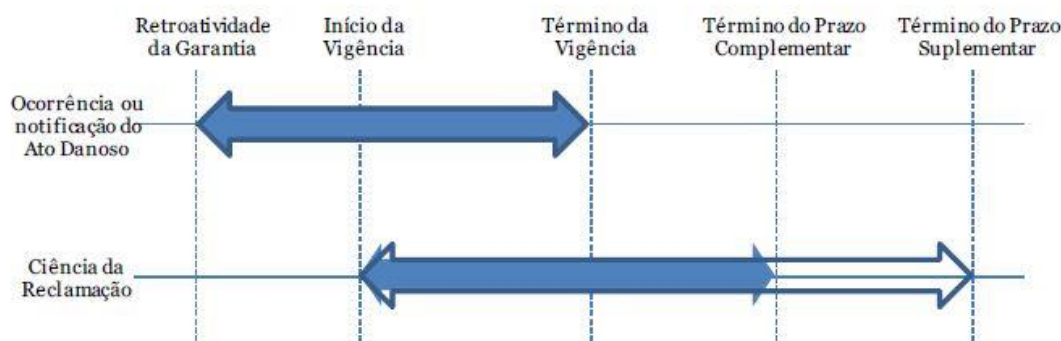 Retroatividade
da Garantia
Início da
Vigência
Término da
Vigência
Término do Prazo
Complementar
Término do Prazo
Suplementar
Ocorrência ou
notificação do
Ato Danoso
Ciência da
Reclamação